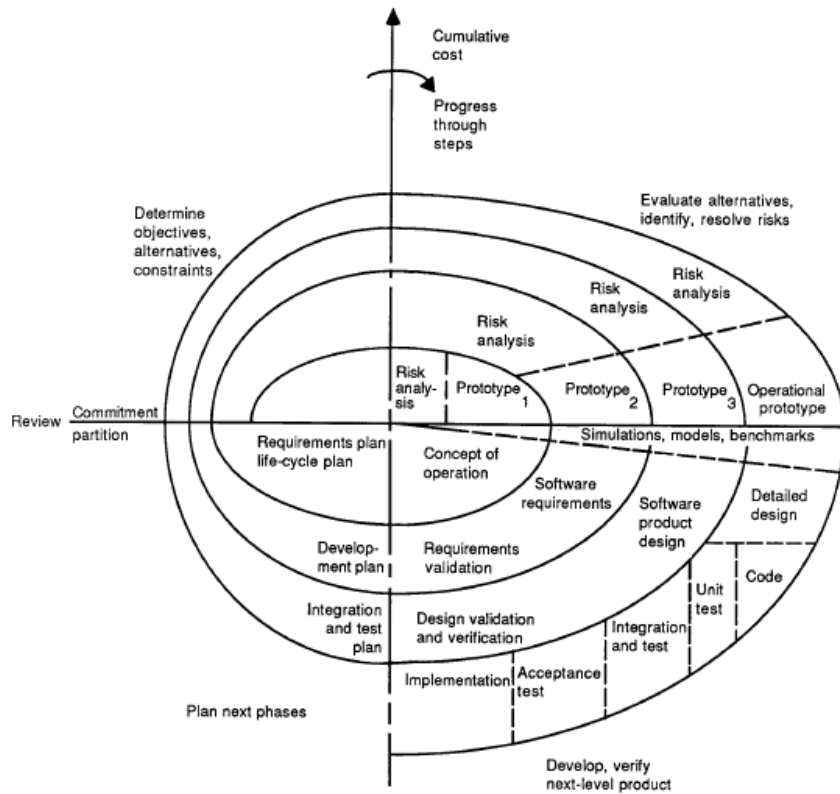 Cumulative
cost
Progress
through
steps
Evaluate alternatives,
identify, resolve risks
Determine
objectives,
alternatives,
constraints
Risk
analysis
Risk
analysis
Risk
analysis
Risk
analy-
sis
Prototype
1
Prototype
2
Prototype
3
Operational
prototype
Review
Commitment
partition
Simulations, models, benchmarks
Requirements plan
life-cycle plan
Concept of
operation
Software
requirements
Software
product
design
Detailed
design
Develop-
ment plan
Requirements
validation
Code
Unit
test
Integration
and test
plan
Design validation
and verification
Integration
and test
Acceptance
test
Implementation
Plan next phases
Develop, verify
next-level product